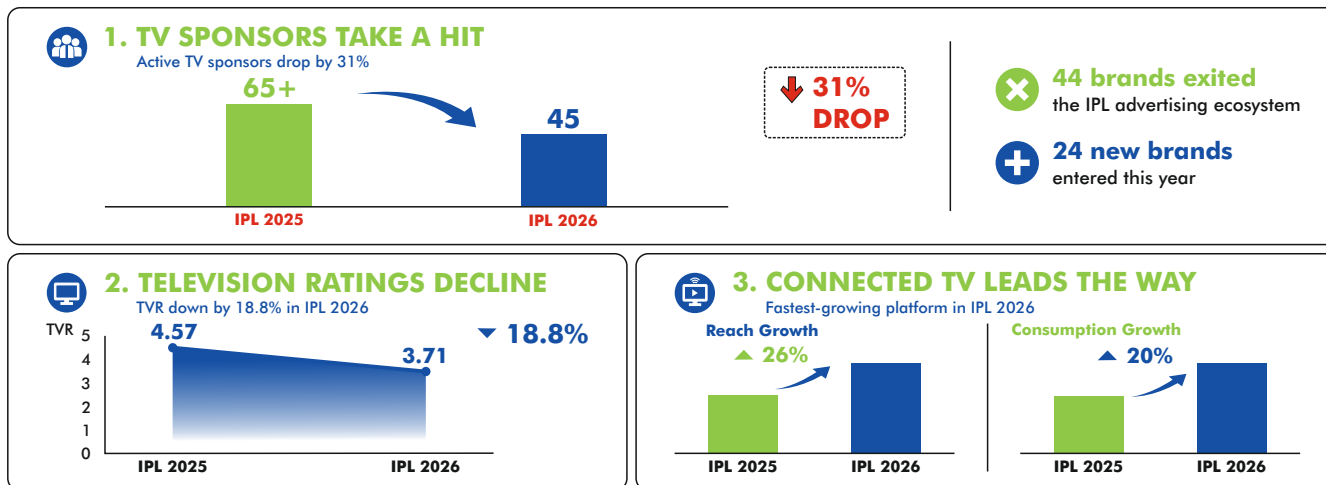 1. TV SPONSORS TAKE A HIT
Active TV sponsors drop by 31%
65+
45
IPL 2025
IPL 2026
31%
DROP
44 brands exited
the IPL advertising ecosystem
24 new brands
entered this year
2. TELEVISION RATINGS DECLINE
TVR down by 18.8% in IPL 2026
TVR
5
4
3
2
1
0
4.57
3.71
18.8%
IPL 2025
IPL 2026
3. CONNECTED TV LEADS THE WAY
Fastest-growing platform in IPL 2026
Reach Growth
26%
IPL 2025
IPL 2026
Consumption Growth
20%
IPL 2025
IPL 2026